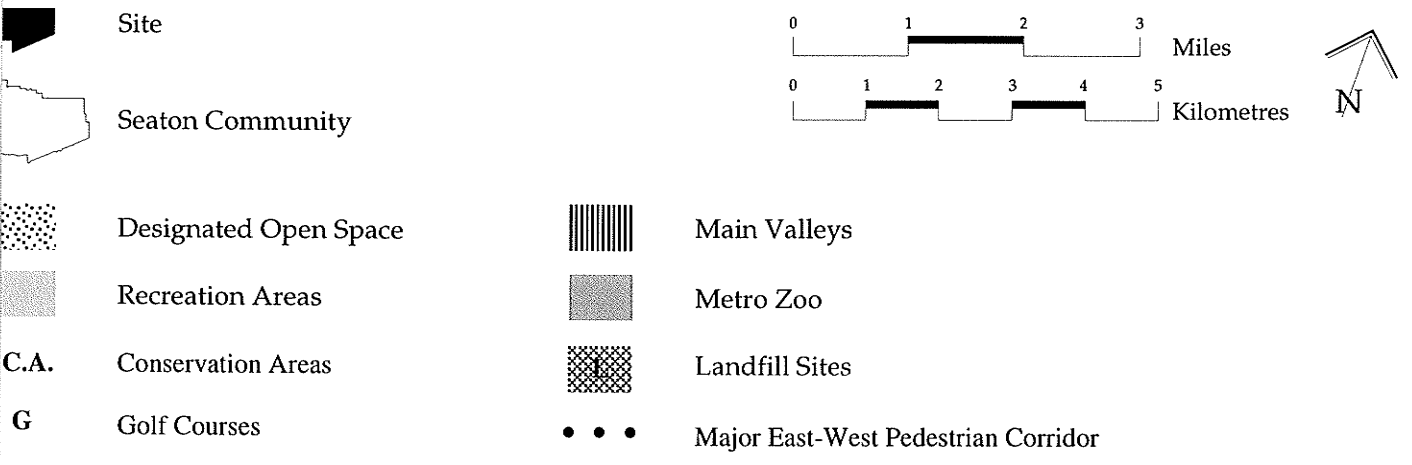 Site
0 1 2 3
Miles
0 1 2 3 4 5
Kilometres
N
Seaton Community
Designated Open Space
Main Valleys
Recreation Areas
Metro Zoo
C.A. Conservation Areas
L Landfill Sites
G Golf Courses
Major East-West Pedestrian Corridor